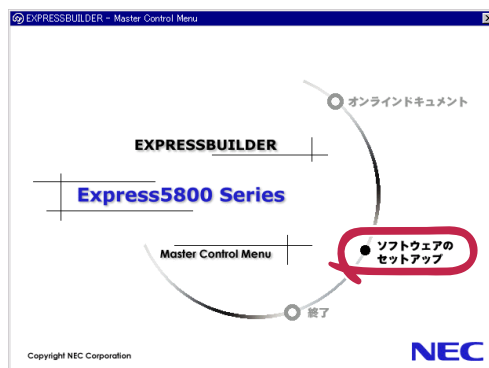 EXPRESSBUILDER - Master Control Menu
オンラインドキュメント
EXPRESSBUILDER
Express5800 Series
ソフトウェアの
セットアップ
Master Control Menu
終了
Copyright NEC Corporation
NEC